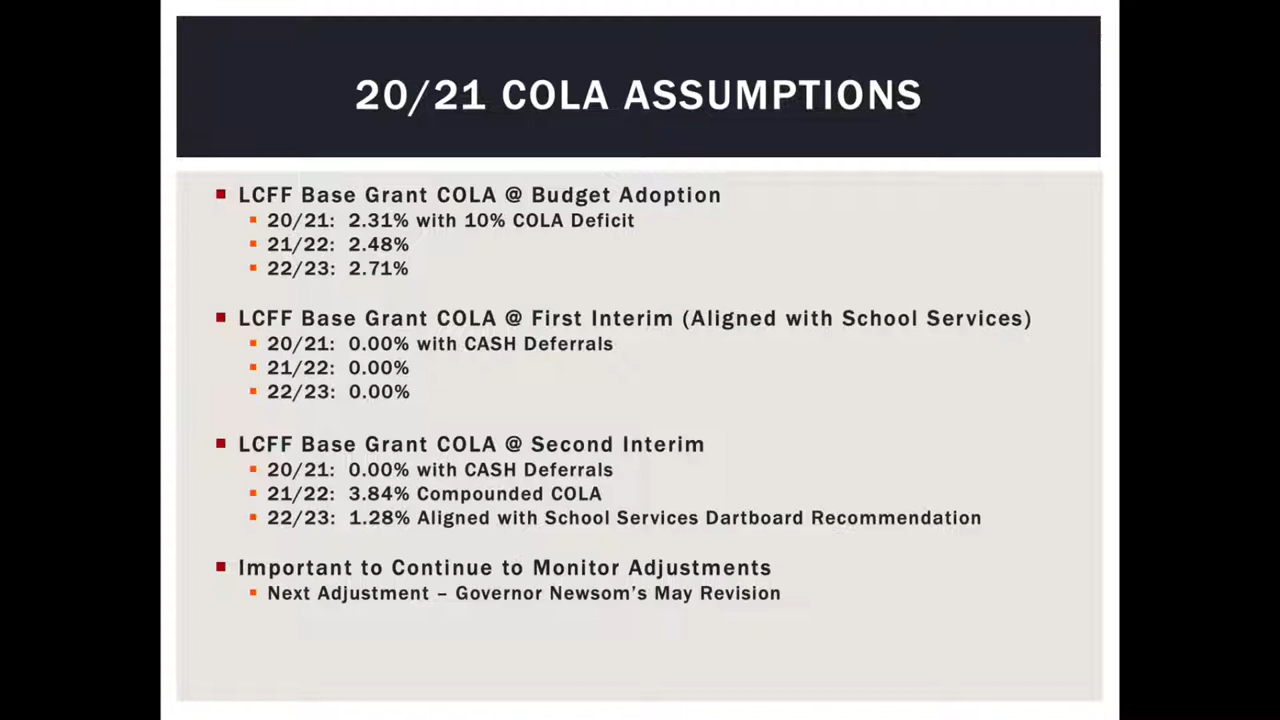 20/21 COLA ASSUMPTIONS
LCFF Base Grant COLA @ Budget Adoption
20/21: 2.31% with 10% COLA Deficit
21/22: 2.48%
22/23: 2.71%
LCFF Base Grant COLA @ First Interim (Aligned with School Services)
20/21: 0.00% with CASH Deferrals
21/22: 0.00%
22/23: 0.00%
LCFF Base Grant COLA @ Second Interim
20/21: 0.00% with CASH Deferrals
21/22: 3.84% Compounded COLA
22/23: 1.28% Aligned with School Services Dartboard Recommendation
Important to Continue to Monitor Adjustments
Next Adjustment – Governor Newsom’s May Revision